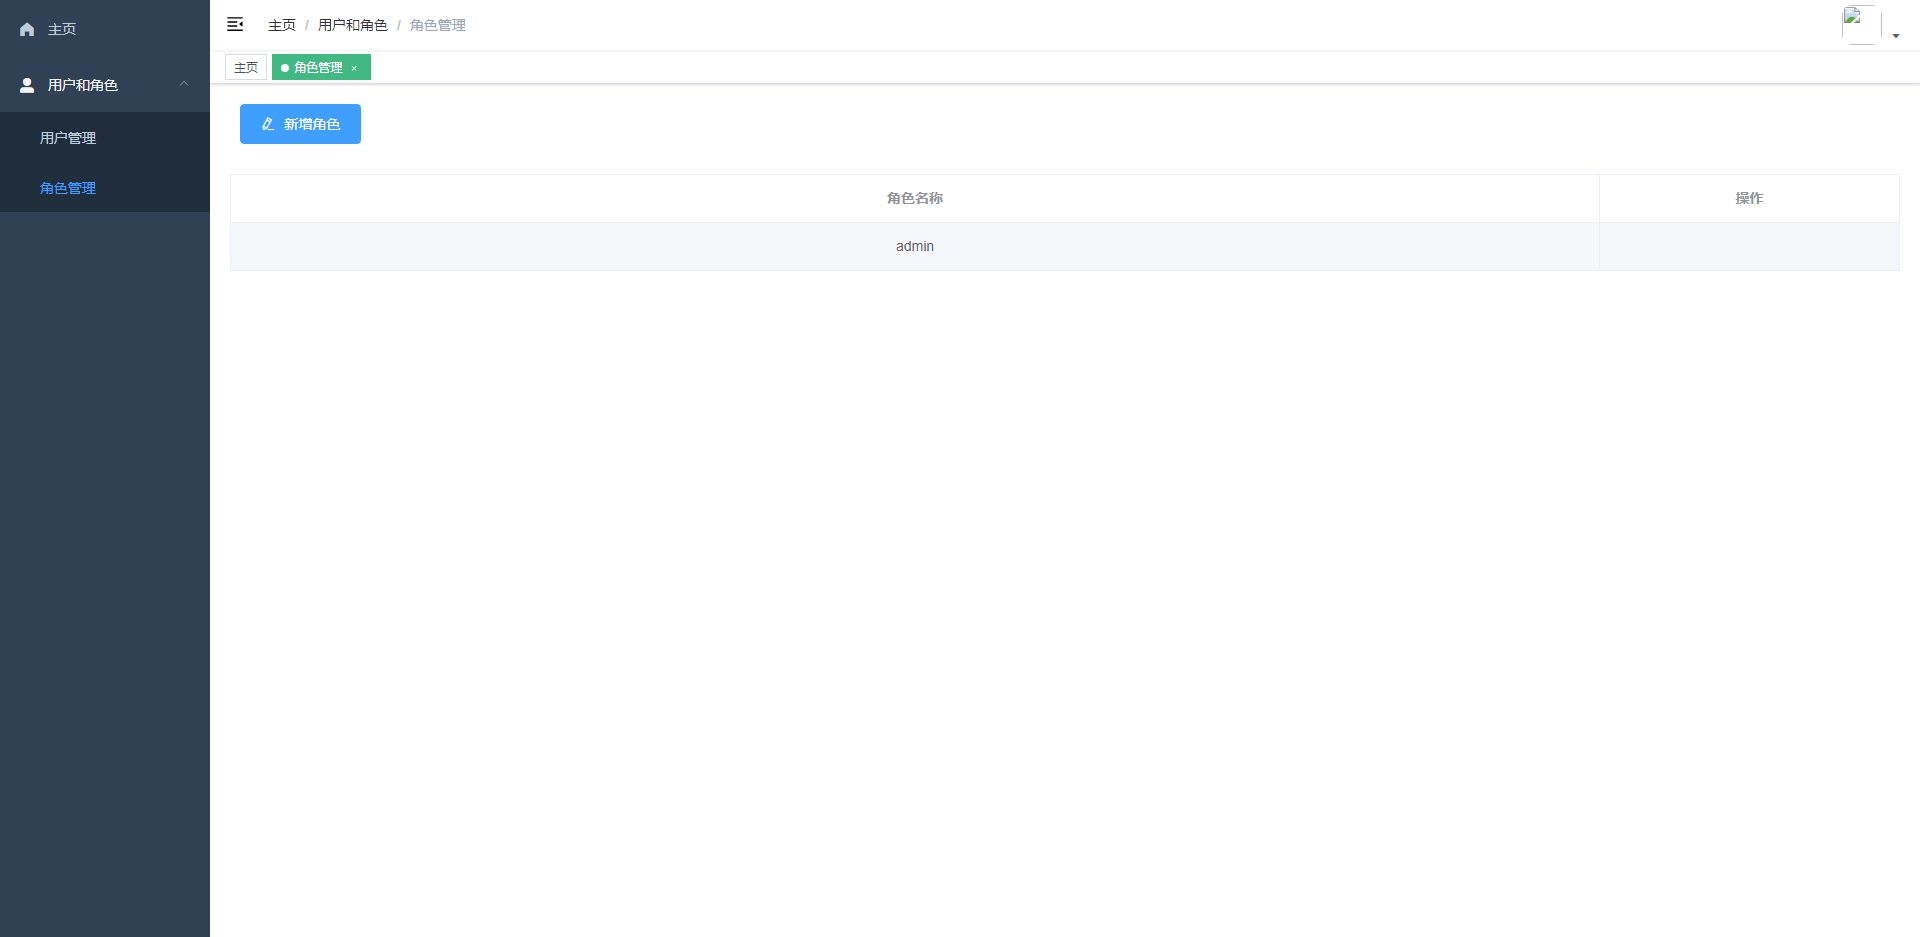 主页
用户和角色
用户管理
角色管理
主页 / 用户和角色 / 角色管理
主页
角色管理 ×
新增角色
角色名称 操作
admin